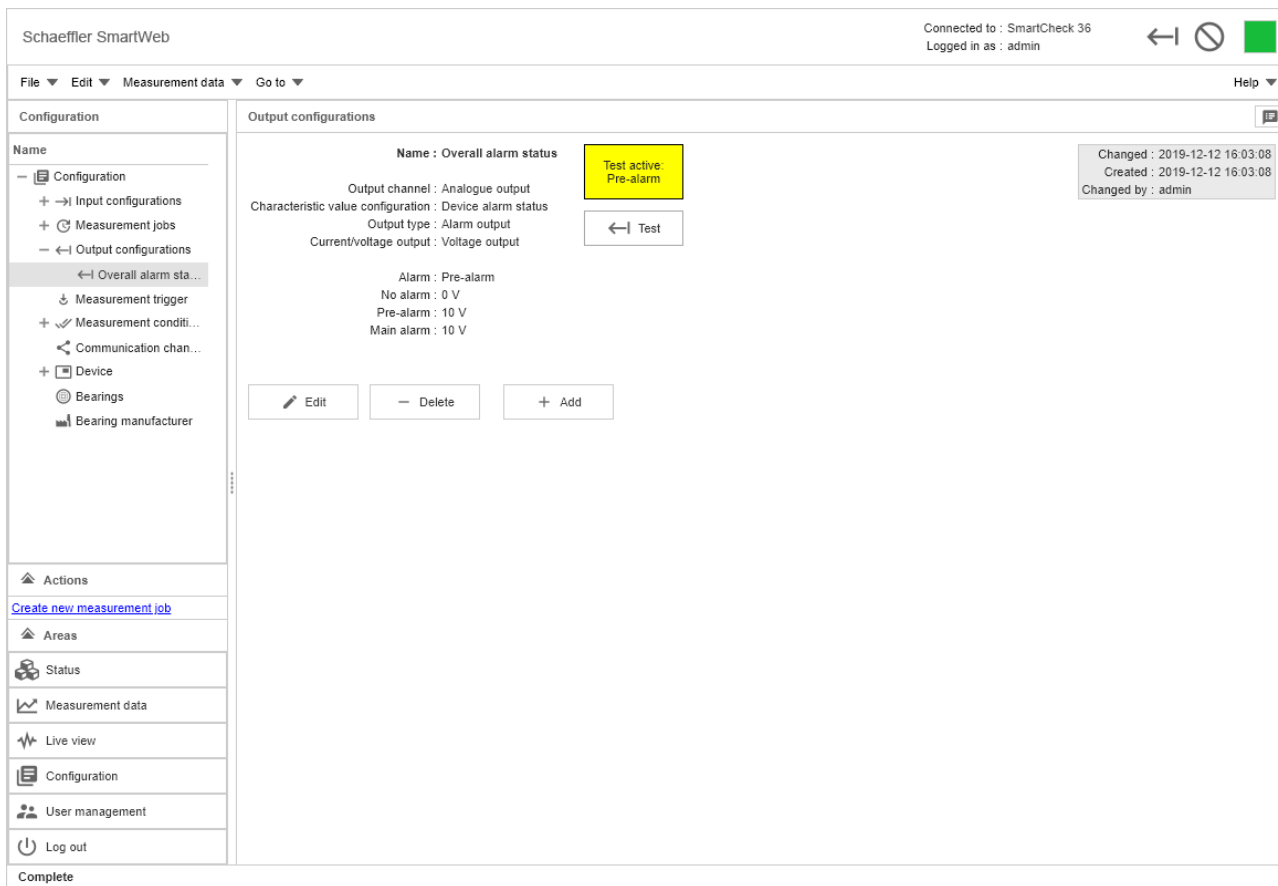 Schaeffler SmartWeb
Connected to : SmartCheck 36
Logged in as : admin
File Edit Measurement data Go to Help
Configuration
Name
Configuration
Input configurations
Measurement jobs
Output configurations
Overall alarm sta...
Measurement trigger
Measurement conditi...
Communication chan...
Device
Bearings
Bearing manufacturer
Actions
Create new measurement job
Areas
Status
Measurement data
Live view
Configuration
User management
Log out
Output configurations
Name : Overall alarm status
Output channel : Analogue output
Characteristic value configuration : Device alarm status
Output type : Alarm output
Current/voltage output : Voltage output
Alarm : Pre-alarm
No alarm : 0 V
Pre-alarm : 10 V
Main alarm : 10 V
Test active:
Pre-alarm
Test
Changed : 2019-12-12 16:03:08
Created : 2019-12-12 16:03:08
Changed by : admin
Edit
Delete
Add
Complete